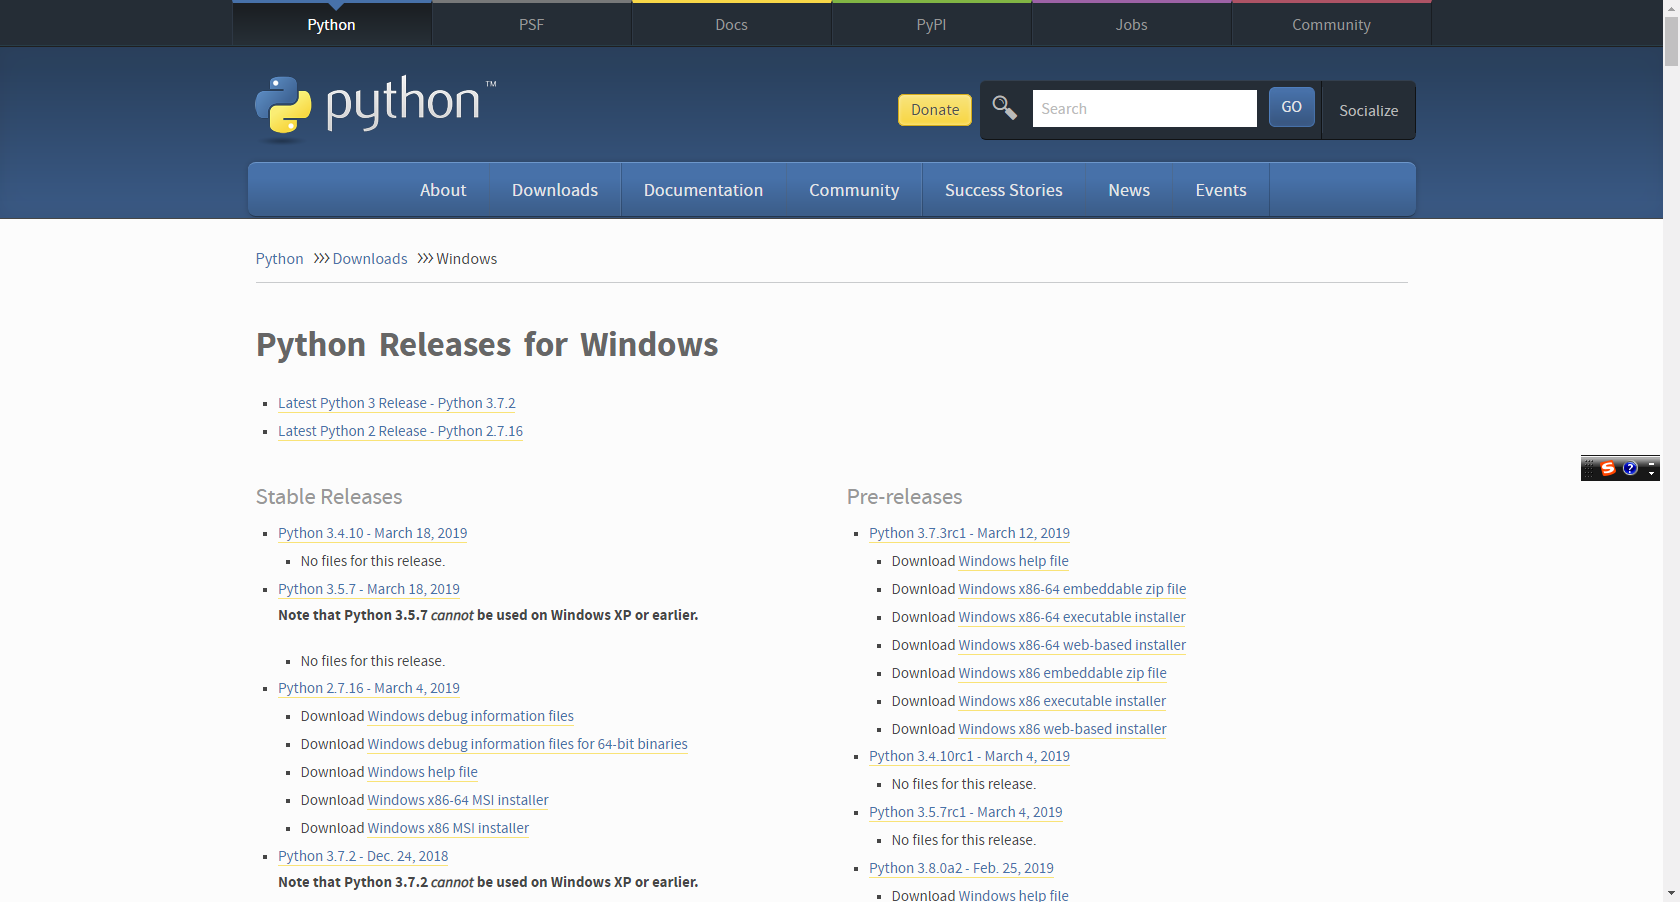 Python
PSF
Docs
PyPI
Jobs
Community
python™
Donate
Search
GO
Socialize
About
Downloads
Documentation
Community
Success Stories
News
Events
Python >>> Downloads >>> Windows
Python Releases for Windows
Latest Python 3 Release - Python 3.7.2
Latest Python 2 Release - Python 2.7.16
Stable Releases
Python 3.4.10 - March 18, 2019
No files for this release.
Python 3.5.7 - March 18, 2019
Note that Python 3.5.7 cannot be used on Windows XP or earlier.
No files for this release.
Python 2.7.16 - March 4, 2019
Download Windows debug information files
Download Windows debug information files for 64-bit binaries
Download Windows help file
Download Windows x86-64 MSI installer
Download Windows x86 MSI installer
Python 3.7.2 - Dec. 24, 2018
Note that Python 3.7.2 cannot be used on Windows XP or earlier.
Pre-releases
Python 3.7.3rc1 - March 12, 2019
Download Windows help file
Download Windows x86-64 embeddable zip file
Download Windows x86-64 executable installer
Download Windows x86-64 web-based installer
Download Windows x86 embeddable zip file
Download Windows x86 executable installer
Download Windows x86 web-based installer
Python 3.4.10rc1 - March 4, 2019
No files for this release.
Python 3.5.7rc1 - March 4, 2019
No files for this release.
Python 3.8.0a2 - Feb. 25, 2019
Download Windows help file
S ?